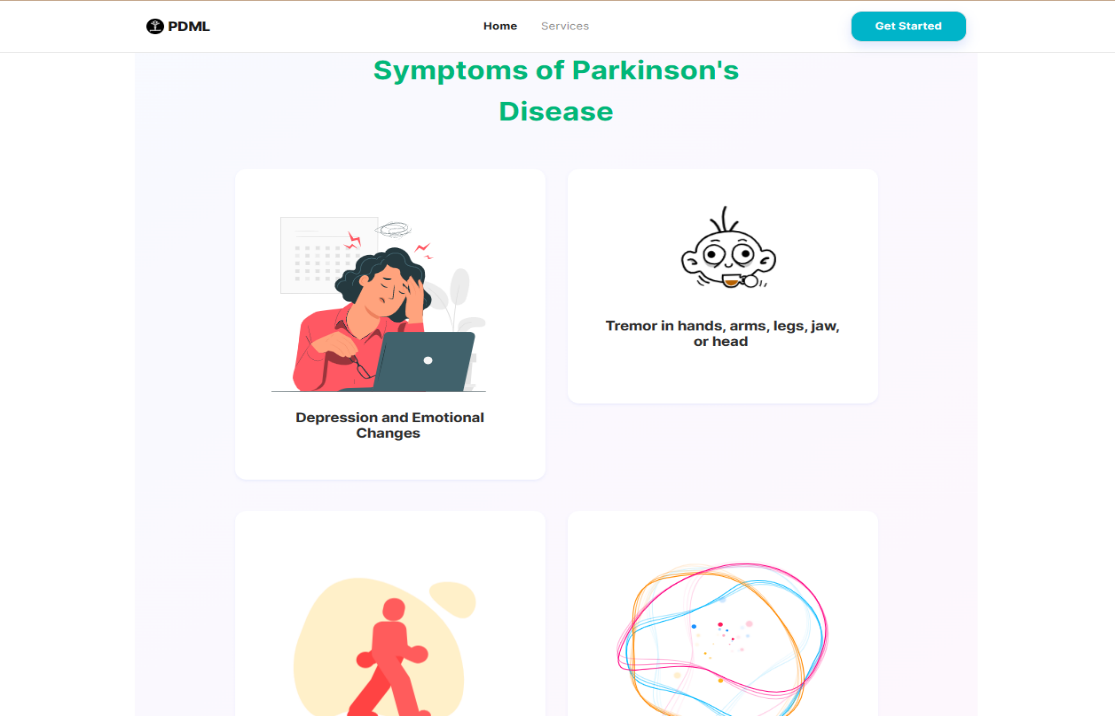 PDML
Home
Services
Get Started
Symptoms of Parkinson's
Disease
Depression and Emotional
Changes
Tremor in hands, arms, legs, jaw,
or head